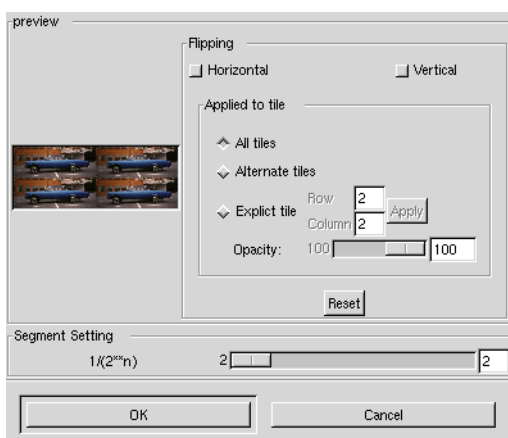 preview
Flipping
Horizontal Vertical
Applied to tile
All tiles
Alternate tiles
Explict tile
Row 2
Column 2
Apply
Opacity: 100 100
Reset
Segment Setting
1/(2**n) 2 2
OK Cancel